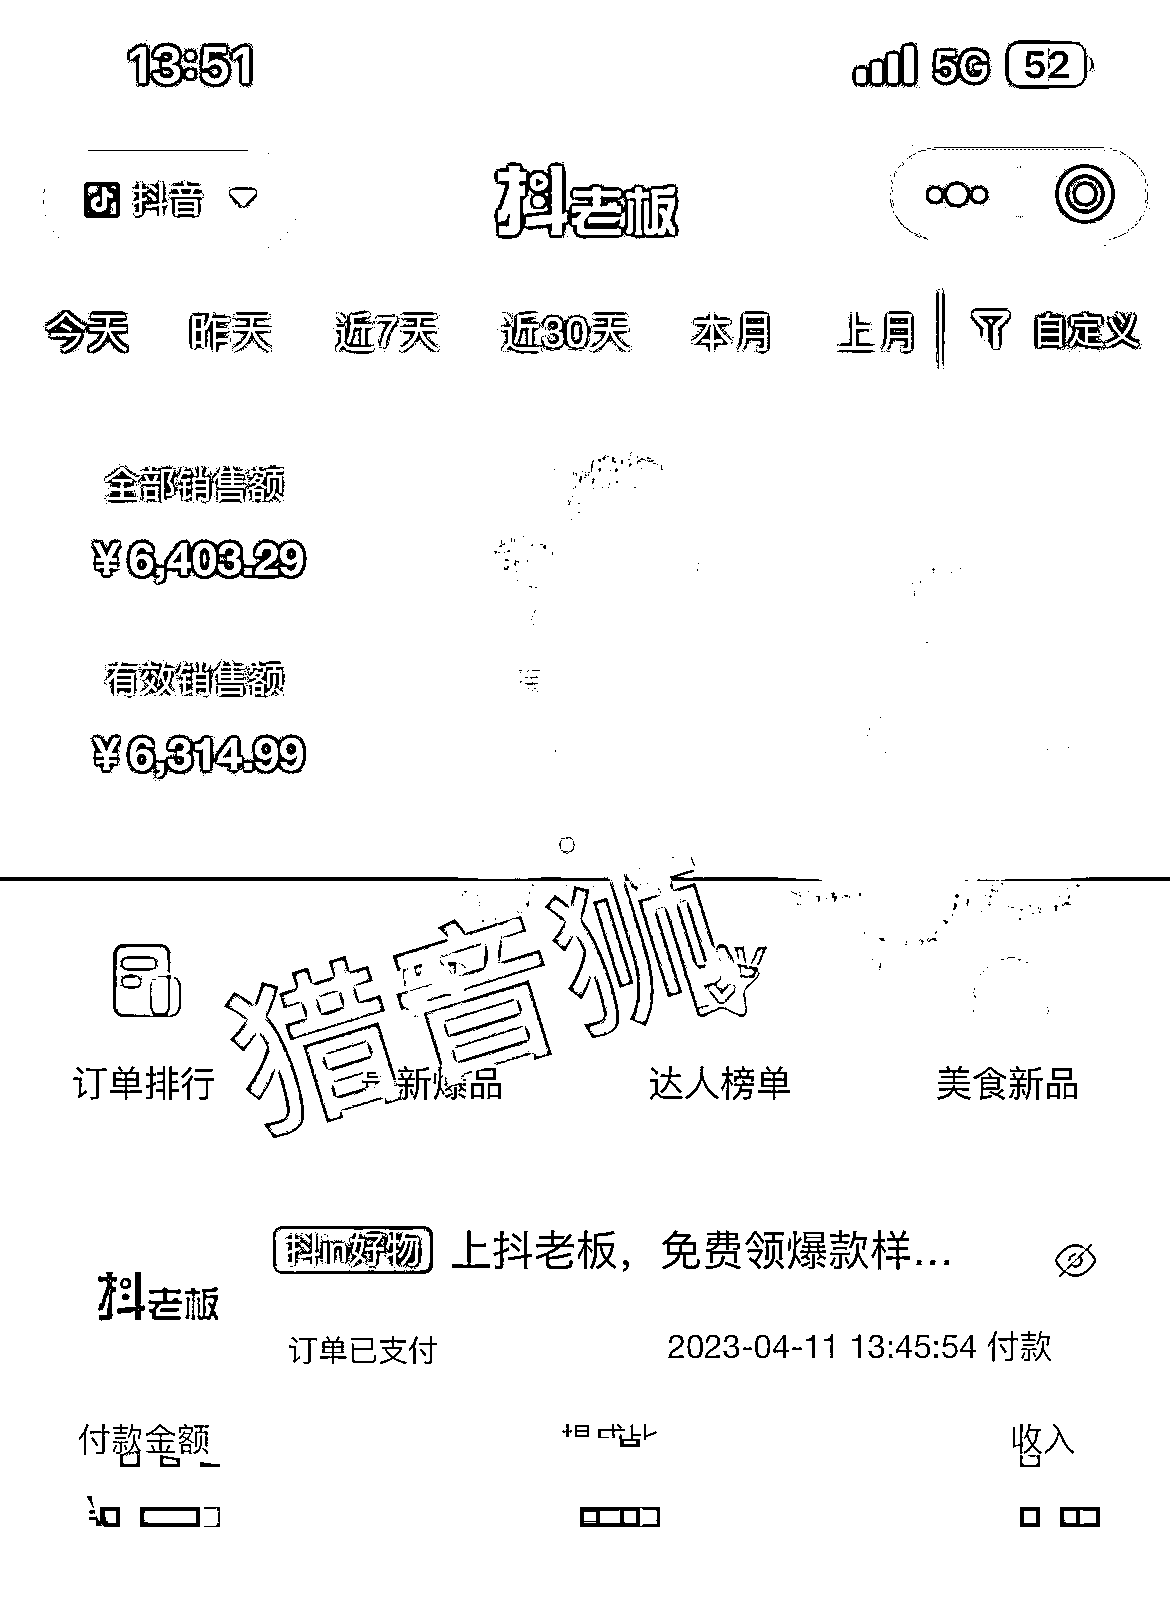 13:51 5G 52
抖音 抖老板
今天 昨天 近7天 近30天 本月 上月 自定义
全部销售额
¥6,403.29
有效销售额
¥6,314.99
猎音狮
订单排行 新爆品 达人榜单 美食新品
抖in好物 上抖老板，免费领爆款样...
抖老板
订单已支付 2023-04-11 13:45:54 付款
付款金额 收入